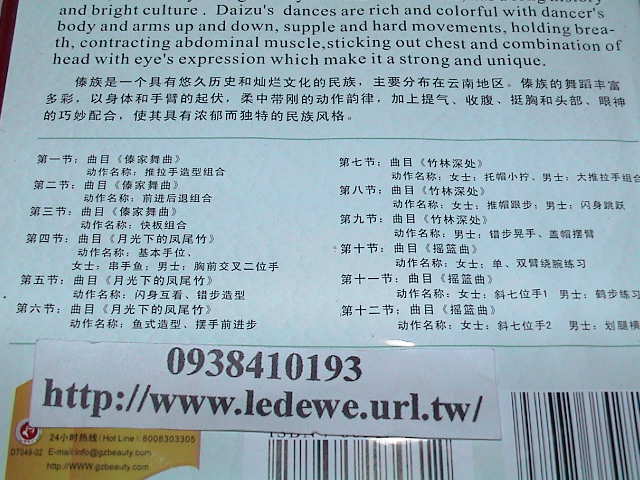 and bright culture. Daizu's dances are rich and colorful with dancer's
body and arms up and down, supple and hard movements, holding brea-
th, contracting abdominal muscle,sticking out chest and combination of
head with eye's expression which make it a strong and unique.
傣族是一个具有悠久历史和灿烂文化的民族，主要分布在云南地区。傣族的舞蹈丰富
多彩，以身体和手臂的起伏，柔中带刚的动作韵律，加上提气、收腹、挺胸和头部、眼神
的巧妙配合，使其具有浓郁而独特的民族风格。
第一节：曲目《傣家舞曲》
动作名称：推拉手造型组合
第二节：曲目《傣家舞曲》
动作名称：前进后退组合
第三节：曲目《傣家舞曲》
动作名称：快板组合
第四节：曲目《月光下的凤尾竹》
动作名称：基本手位、
女士：串手鱼；男士：胸前交叉二位手
第五节：曲目《月光下的凤尾竹》
动作名称：闪身互看、错步造型
第六节：曲目《月光下的凤尾竹》
动作名称：鱼式造型、摆手前进步
第七节：曲目《竹林深处》
动作名称：女士：托帽小拧、男士：大推拉手组合
第八节：曲目《竹林深处》
动作名称：女士：推帽跟步；男士：闪身跳跃
第九节：曲目《竹林深处》
动作名称：男士：错步晃手、盖帽摆臂
第十节：曲目《摇篮曲》
动作名称：女士：单、双臂绕腕练习
第十一节：曲目《摇篮曲》
动作名称：女士：斜七位手1 男士：鹤步练习
第十二节：曲目《摇篮曲》
动作名称：女士：斜七位手2 男士：划腿横
0938410193
http://www.ledewe.url.tw/
24小时热线(Hot Line)：8008303305
DT049-02 E-mail:info@gzbeauty.com
http://WWW.gzbeauty.com